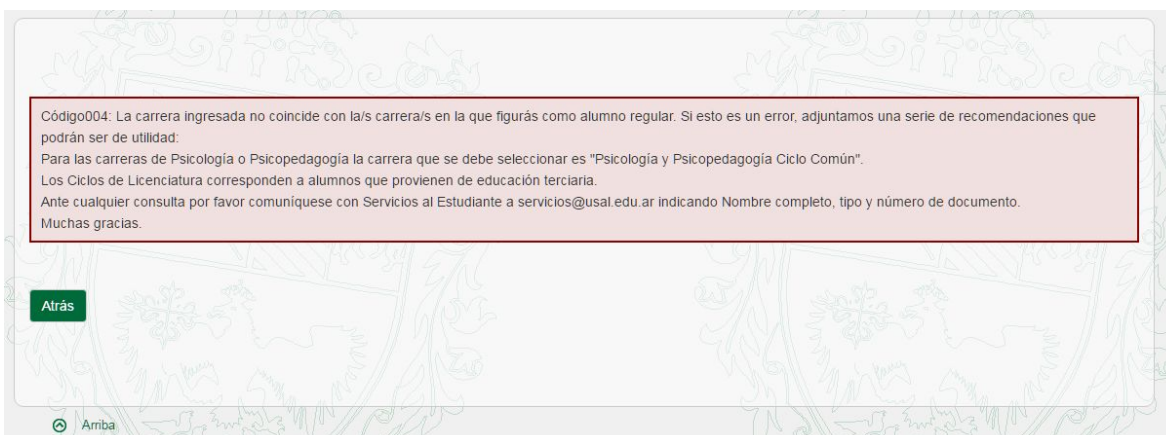 Código004: La carrera ingresada no coincide con la/s carrera/s en la que figurás como alumno regular. Si esto es un error, adjuntamos una serie de recomendaciones que
podrán ser de utilidad:
Para las carreras de Psicología o Psicopedagogía la carrera que se debe seleccionar es "Psicología y Psicopedagogía Ciclo Común".
Los Ciclos de Licenciatura corresponden a alumnos que provienen de educación terciaria.
Ante cualquier consulta por favor comuníquese con Servicios al Estudiante a servicios@usal.edu.ar indicando Nombre completo, tipo y número de documento.
Muchas gracias.
Atrás
Arriba